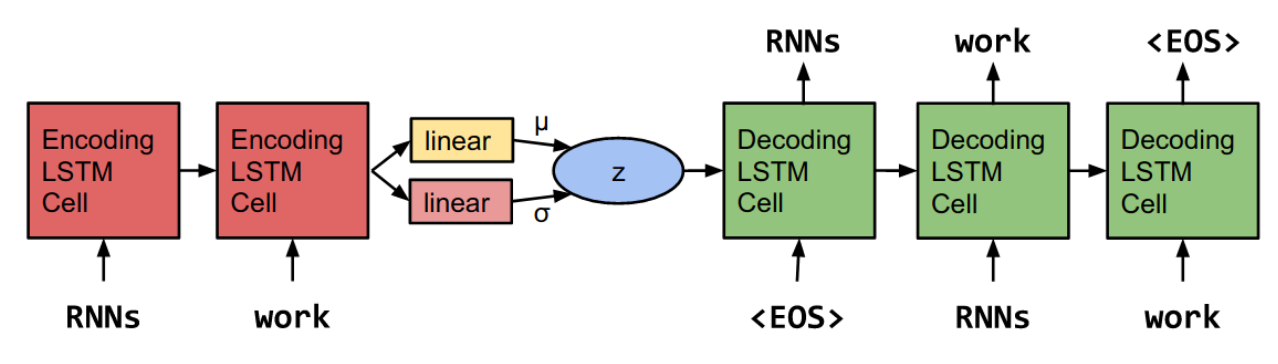 RNNs work <EOS>
Encoding
LSTM
Cell
Encoding
LSTM
Cell
linear
μ
linear
σ
z
Decoding
LSTM
Cell
Decoding
LSTM
Cell
Decoding
LSTM
Cell
RNNs work <EOS> RNNs work